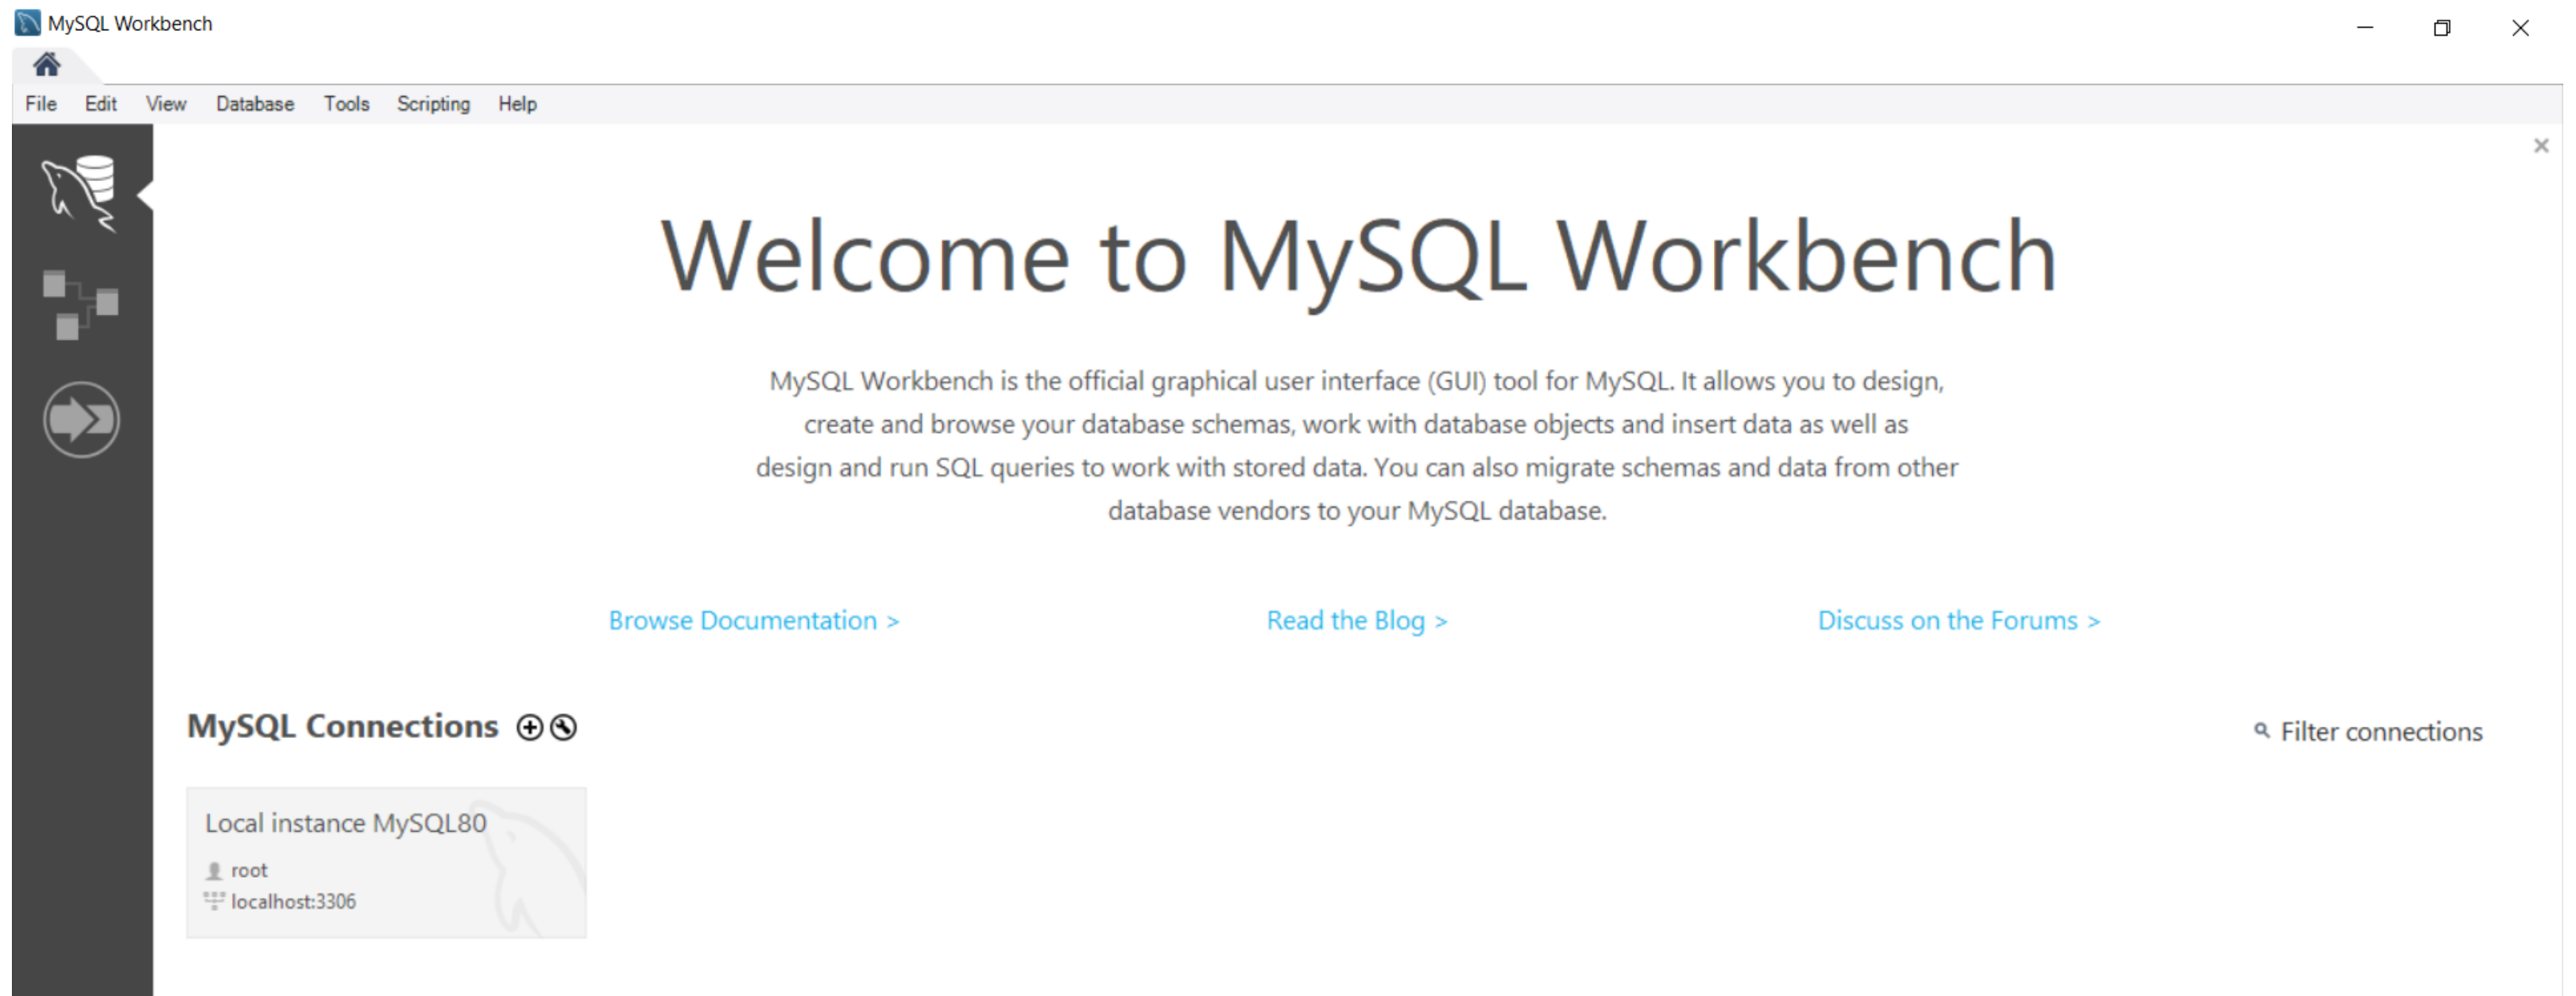 MySQL Workbench
File Edit View Database Tools Scripting Help
Welcome to MySQL Workbench
MySQL Workbench is the official graphical user interface (GUI) tool for MySQL. It allows you to design,
create and browse your database schemas, work with database objects and insert data as well as
design and run SQL queries to work with stored data. You can also migrate schemas and data from other
database vendors to your MySQL database.
Browse Documentation > Read the Blog > Discuss on the Forums >
MySQL Connections Filter connections
Local instance MySQL80
root
localhost:3306